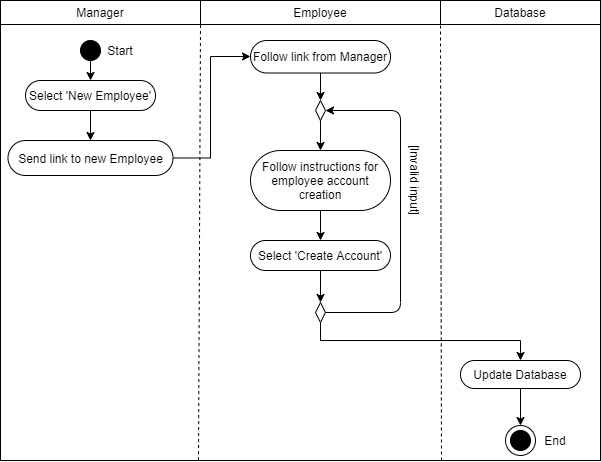 Manager
Employee
Database
Start
Select 'New Employee'
Send link to new Employee
Follow link from Manager
Follow instructions for
employee account
creation
[Invalid input]
Select 'Create Account'
Update Database
End